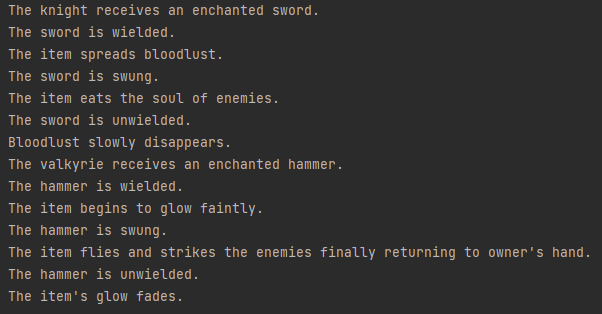 The knight receives an enchanted sword.
The sword is wielded.
The item spreads bloodlust.
The sword is swung.
The item eats the soul of enemies.
The sword is unwielded.
Bloodlust slowly disappears.
The valkyrie receives an enchanted hammer.
The hammer is wielded.
The item begins to glow faintly.
The hammer is swung.
The item flies and strikes the enemies finally returning to owner's hand.
The hammer is unwielded.
The item's glow fades.